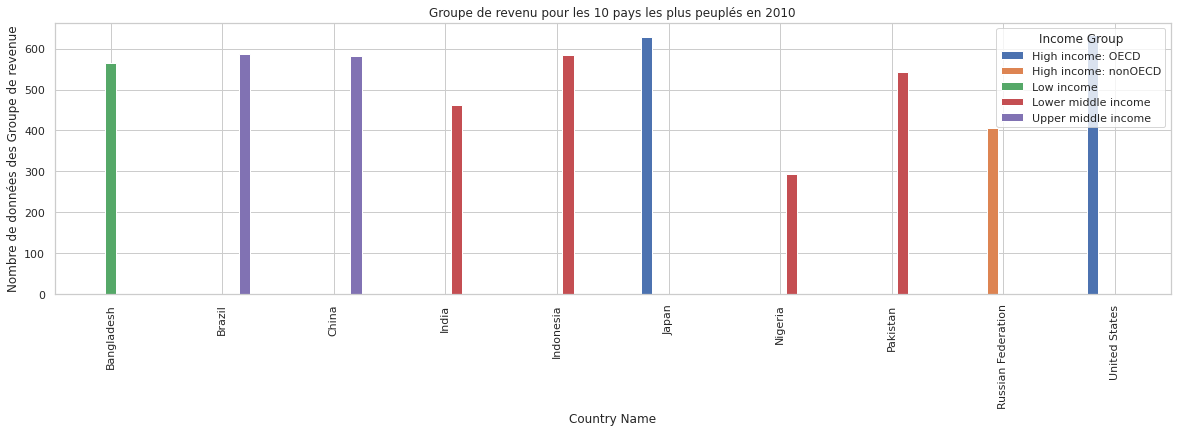 Groupe de revenu pour les 10 pays les plus peuplés en 2010
Nombre de données des Groupe de revenue
600
500
400
300
200
100
0
Income Group
High income: OECD
High income: nonOECD
Low income
Lower middle income
Upper middle income
Bangladesh
Brazil
China
India
Indonesia
Japan
Nigeria
Pakistan
Russian Federation
United States
Country Name